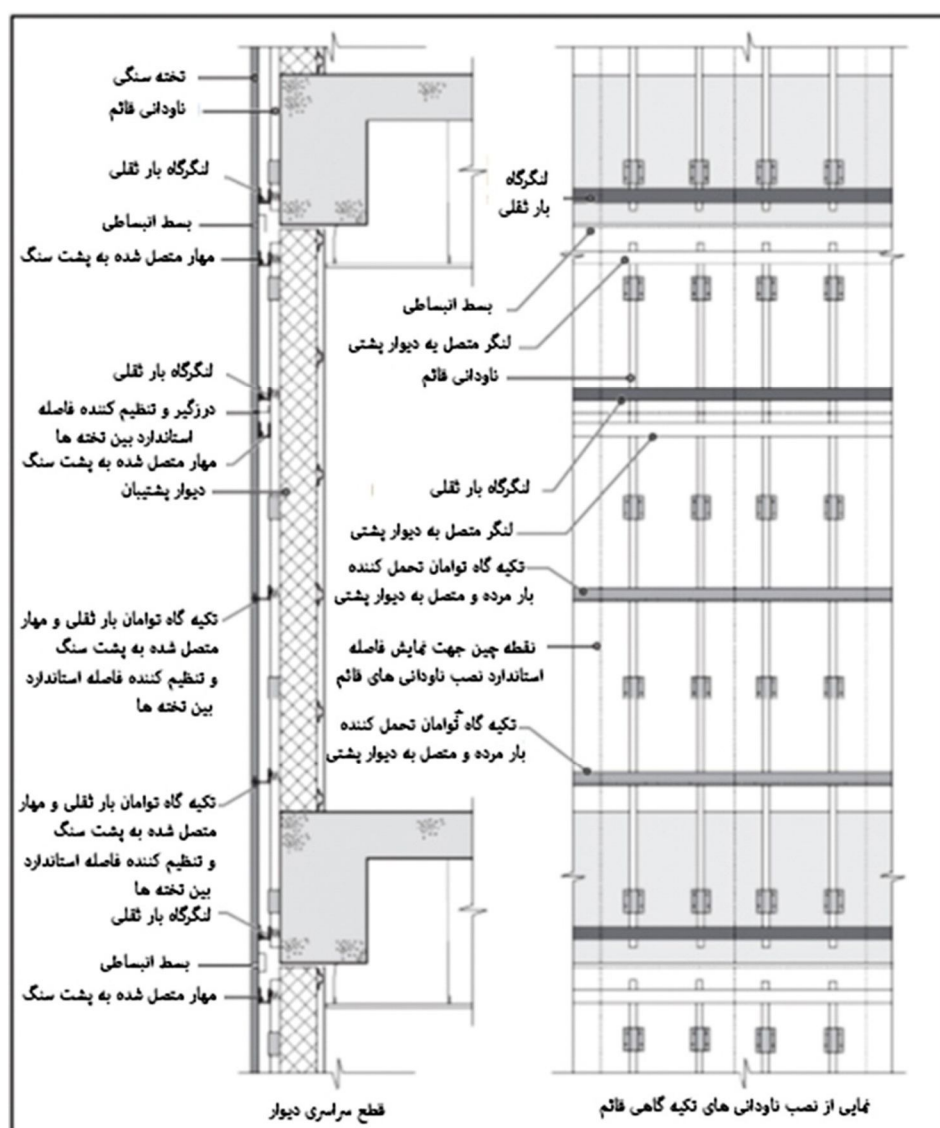 تخته سنگی
ناودانی قائم
لنگرگاه بار ثقلی
بسط انبساطی
مهار متصل شده به پشت سنگ
لنگرگاه بار ثقلی
درزگیر و تنظیم کننده فاصله
استاندارد بین تخته ها
مهار متصل شده به پشت سنگ
دیوار پشتیبان
تکیه گاه توامان بار ثقلی و مهار
متصل شده به پشت سنگ
و تنظیم کننده فاصله استاندارد
بین تخته ها
تکیه گاه توامان بار ثقلی و مهار
متصل شده به پشت سنگ
و تنظیم کننده فاصله استاندارد
بین تخته ها
لنگرگاه بار ثقلی
بسط انبساطی
مهار متصل شده به پشت سنگ
قطع سراسری دیوار
لنگرگاه
بار ثقلی
بسط انبساطی
لنگر متصل به دیوار پشتی
ناودانی قائم
لنگرگاه بار ثقلی
لنگر متصل به دیوار پشتی
تکیه گاه توامان تحمل کننده
بار مرده و متصل به دیوار پشتی
نقطه چین جهت نمایش فاصله
استاندارد نصب ناودانی های قائم
تکیه گاه توامان تحمل کننده
بار مرده و متصل به دیوار پشتی
نمایی از نصب ناودانی های تکیه گاهی قائم